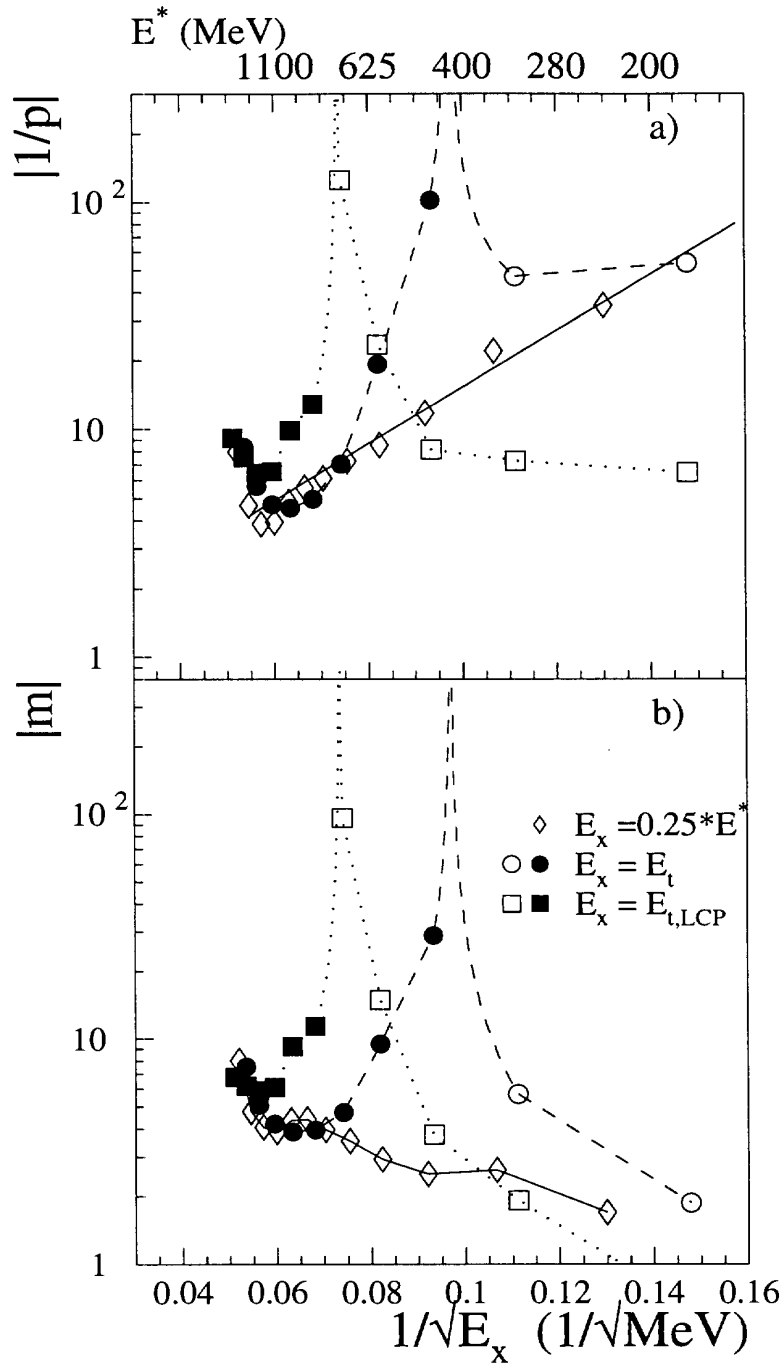 E* (MeV)
1100 625 400 280 200
|1/p|
a)
10²
10
1
|m|
b)
10²
10
1
E_x =0.25*E*
E_x = E_t
E_x = E_t,LCP
0.04 0.06 0.08 0.1 0.12 0.14 0.16
1/√E_x (1/√MeV)